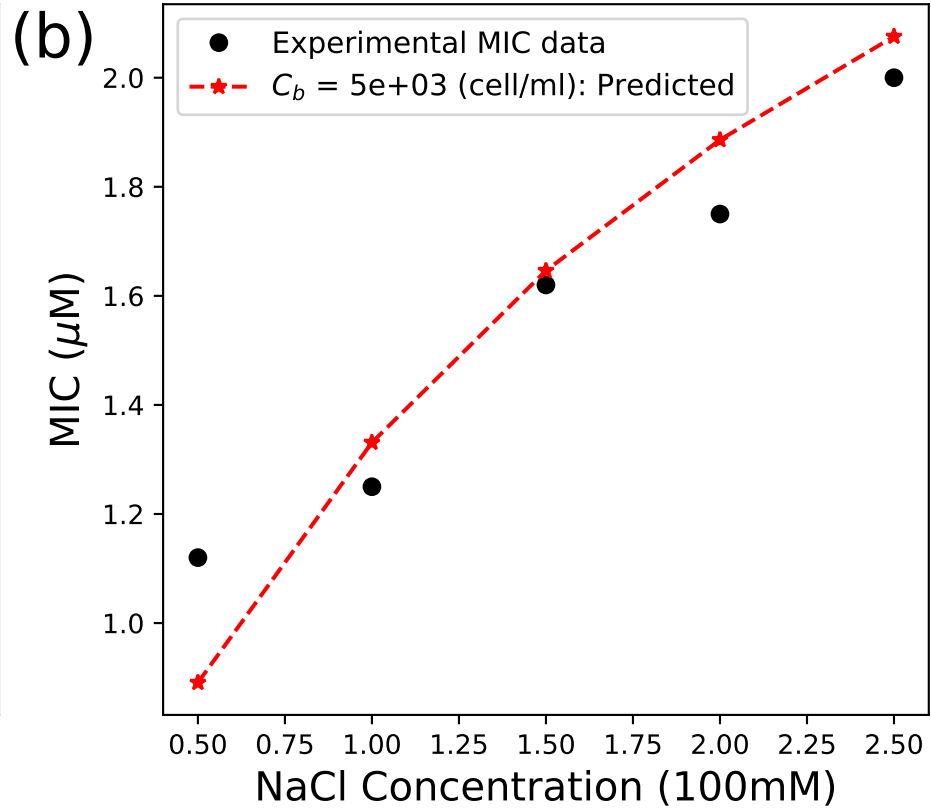 (b)
Experimental MIC data
C_b = 5e+03 (cell/ml): Predicted
MIC (μM)
2.0
1.8
1.6
1.4
1.2
1.0
0.50 0.75 1.00 1.25 1.50 1.75 2.00 2.25 2.50
NaCl Concentration (100mM)